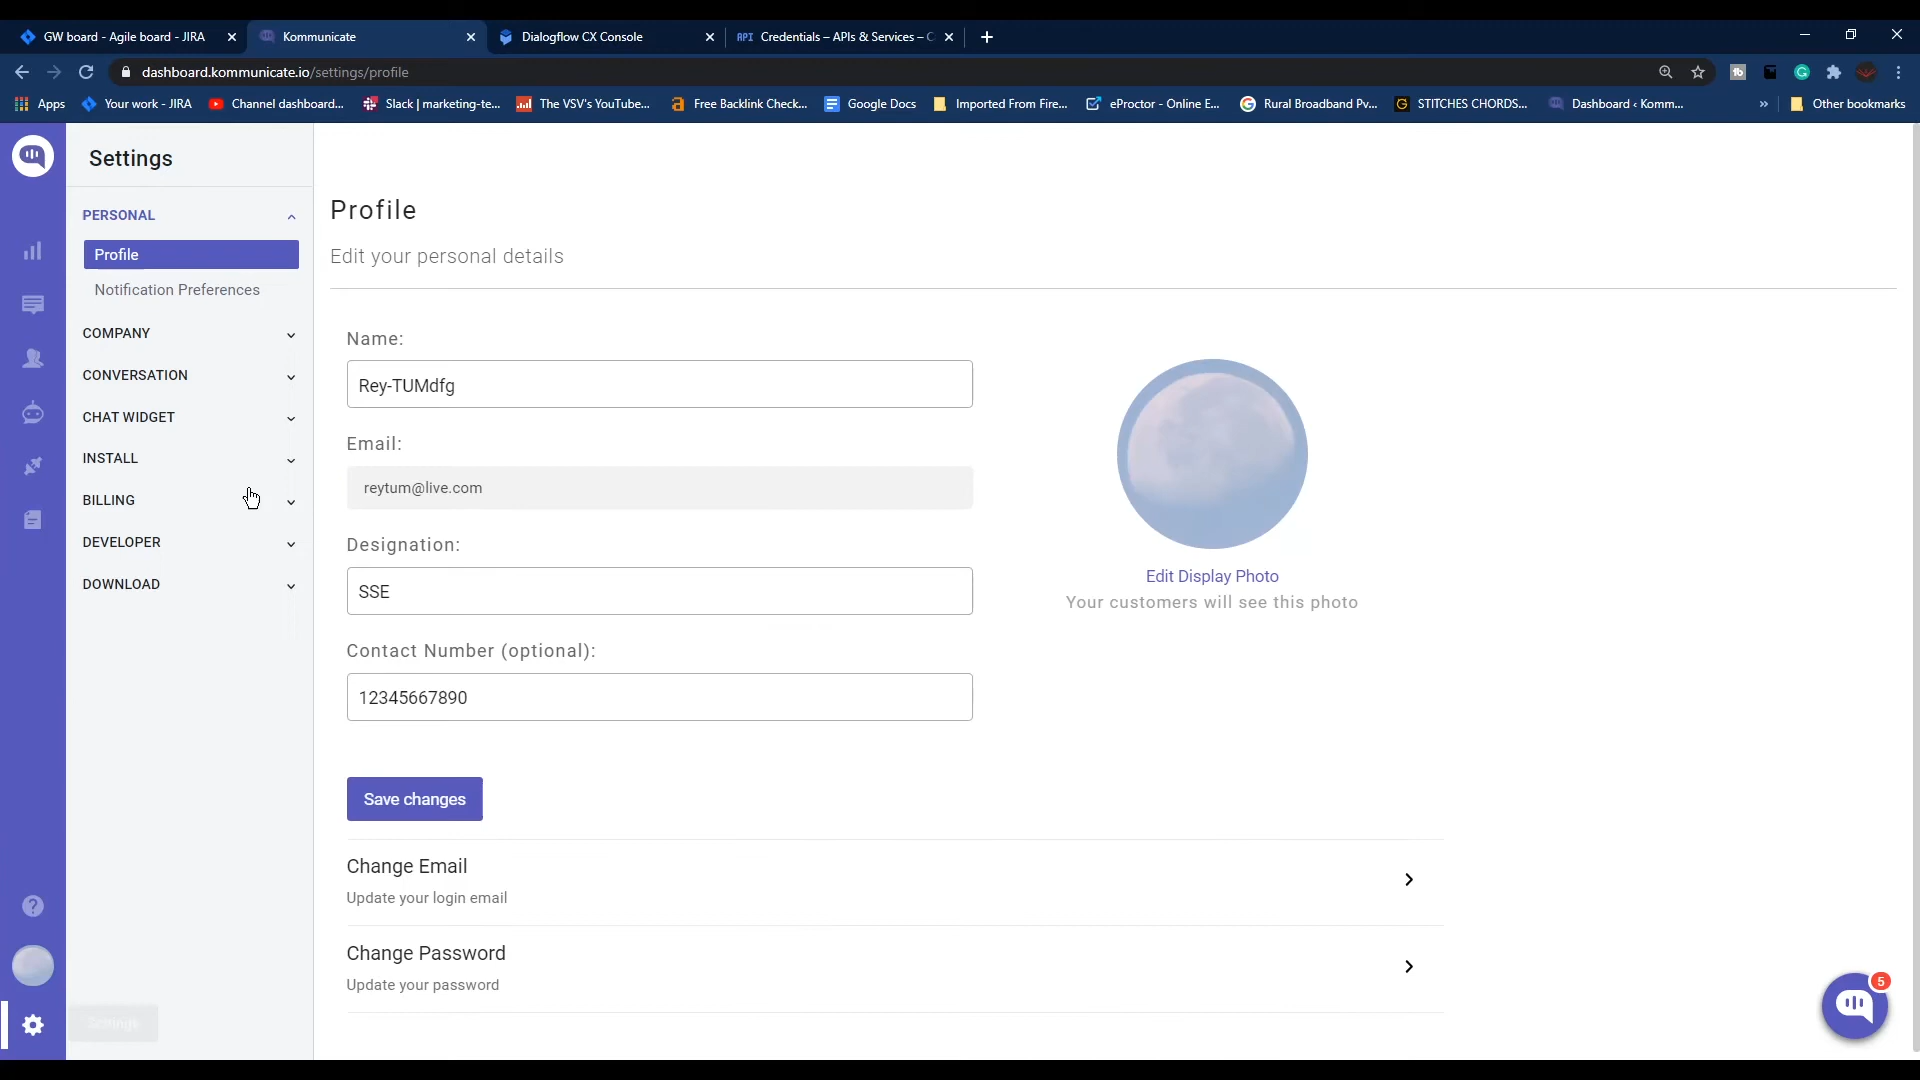 GW board - Agile board - JIRA
Kommunicate
Dialogflow CX Console
API Credentials – APIs & Services – C
dashboard.kommunicate.io/settings/profile
Apps
Your work - JIRA
Channel dashboard...
Slack | marketing-te...
The VSV's YouTube...
Free Backlink Check...
Google Docs
Imported From Fire...
eProctor - Online E...
Rural Broadband Pv...
STITCHES CHORDS...
Dashboard ‹ Komm...
»
Other bookmarks
Settings
PERSONAL
Profile
Notification Preferences
COMPANY
CONVERSATION
CHAT WIDGET
INSTALL
BILLING
DEVELOPER
DOWNLOAD
Settings
Profile
Edit your personal details
Name:
Rey-TUMdfg
Email:
reytum@live.com
Designation:
SSE
Contact Number (optional):
12345667890
Edit Display Photo
Your customers will see this photo
Save changes
Change Email
Update your login email
Change Password
Update your password
5